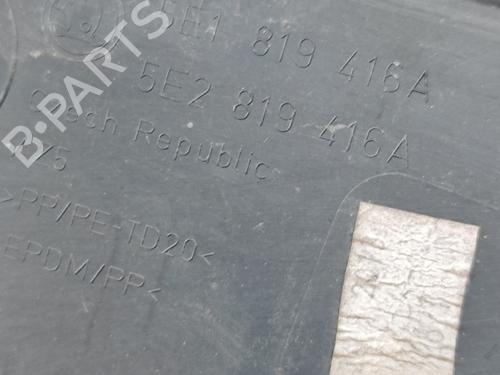 5E1 819 416A
5E2 819 416A
Czech Republic
>PP/PE-TD20<
EPDM/PP<
B-PARTS